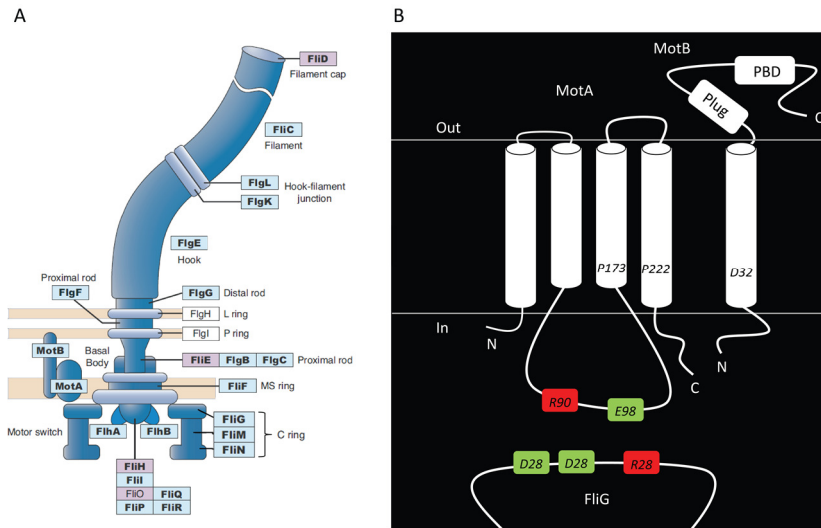 A
FliD
Filament cap
FliC
Filament
FlgL
Hook-filament
junction
FlgK
FlgE
Hook
Proximal rod
FlgF
FlgG Distal rod
FlgH L ring
FlgI P ring
MotB
Basal
Body
FliE FlgB FlgC Proximal rod
MotA
FliF MS ring
Motor switch
FlhA
FlhB
FliG
FliM
FliN
C ring
FliH
FliI
FliO FliQ
FliP FliR
B
MotB
PBD
MotA
Plug
C
Out
P173
P222
D32
In
N
N
C
R90
E98
D28
D28
R28
FliG